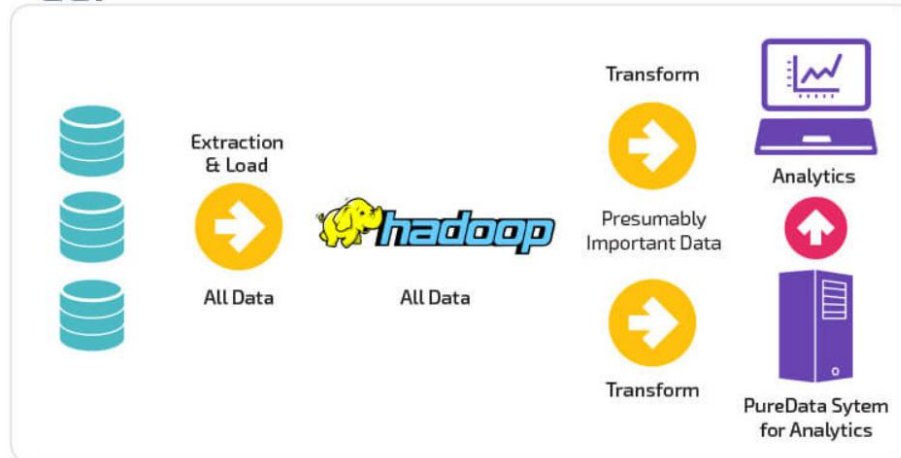 Extraction
& Load
All Data
hadoop
All Data
Transform
Presumably
Important Data
Transform
Analytics
PureData Sytem
for Analytics